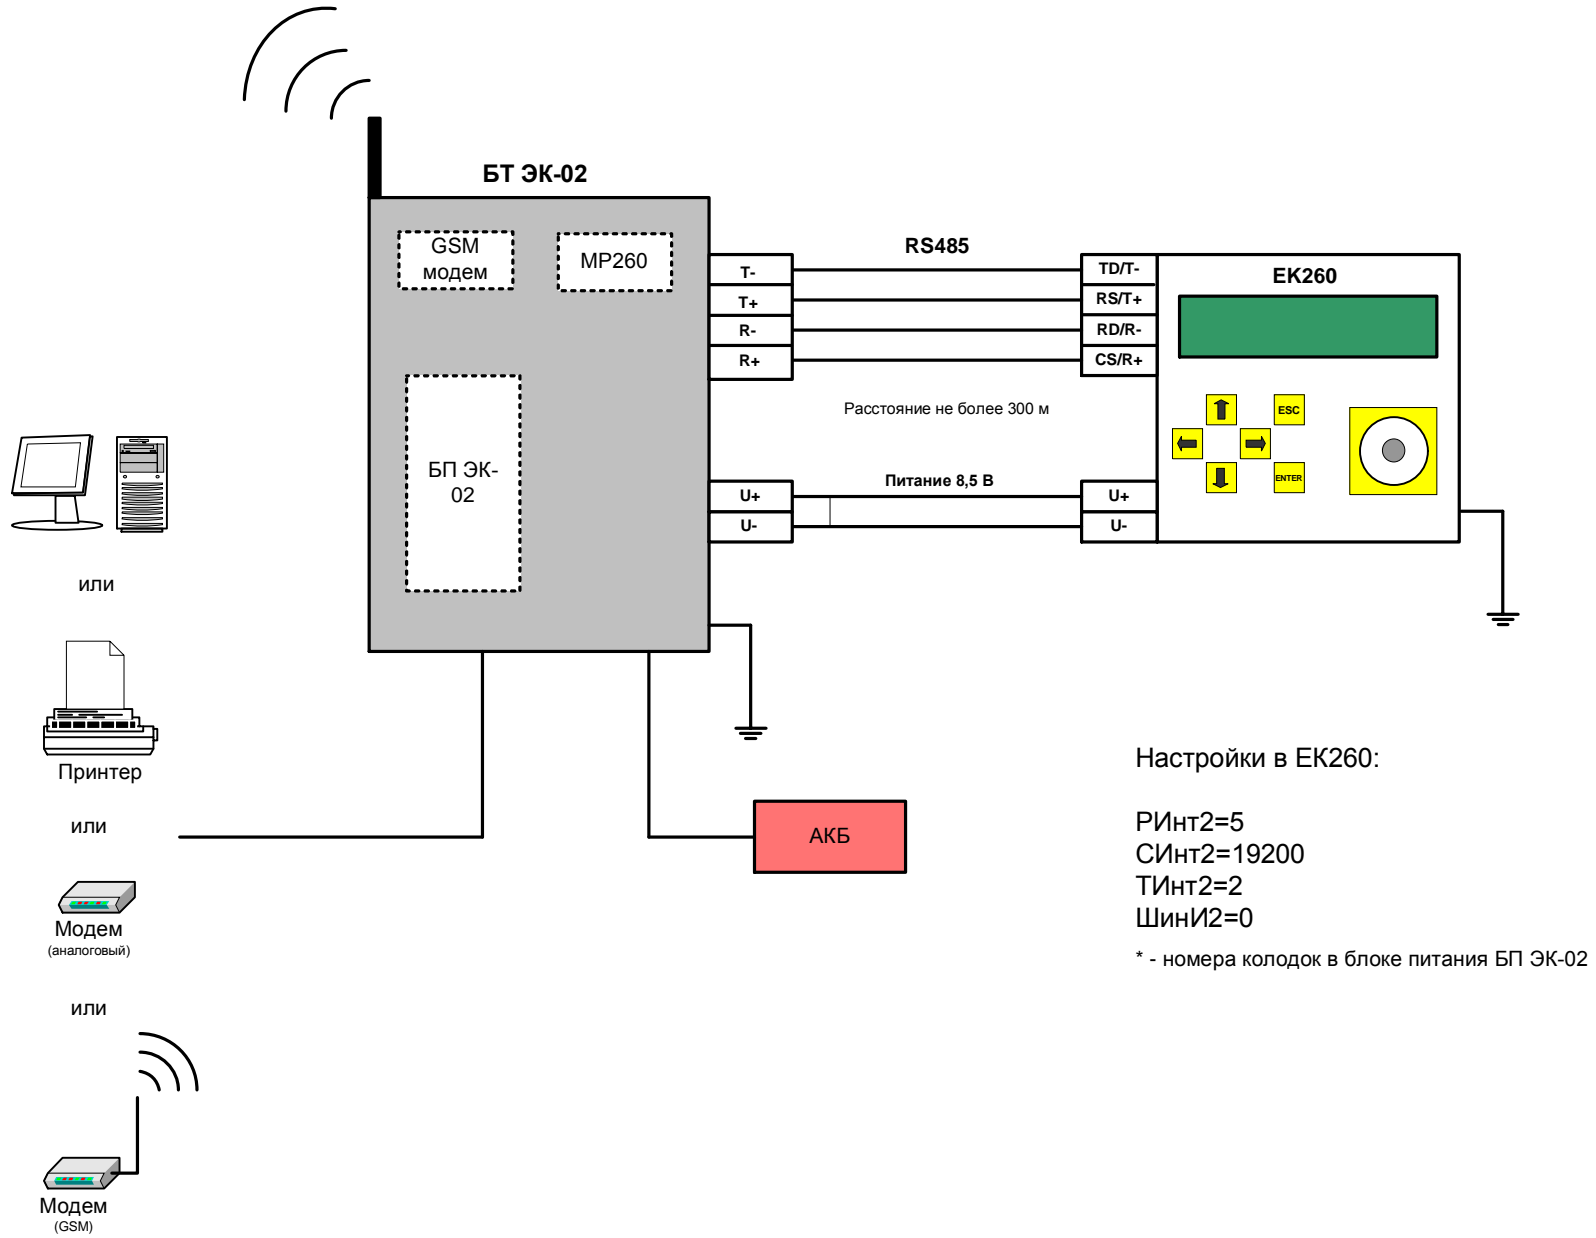 БТ ЭК-02
GSM
модем
МР260
БП ЭК-
02
T-
T+
R-
R+
U+
U-
RS485
Расстояние не более 300 м
Питание 8,5 В
TD/T-
RS/T+
RD/R-
CS/R+
U+
U-
EK260
ESC
ENTER
или
Принтер
или
Модем
(аналоговый)
или
Модем
(GSM)
АКБ
Настройки в ЕК260:
РИнт2=5
СИнт2=19200
ТИнт2=2
ШинИ2=0
* - номера колодок в блоке питания БП ЭК-02